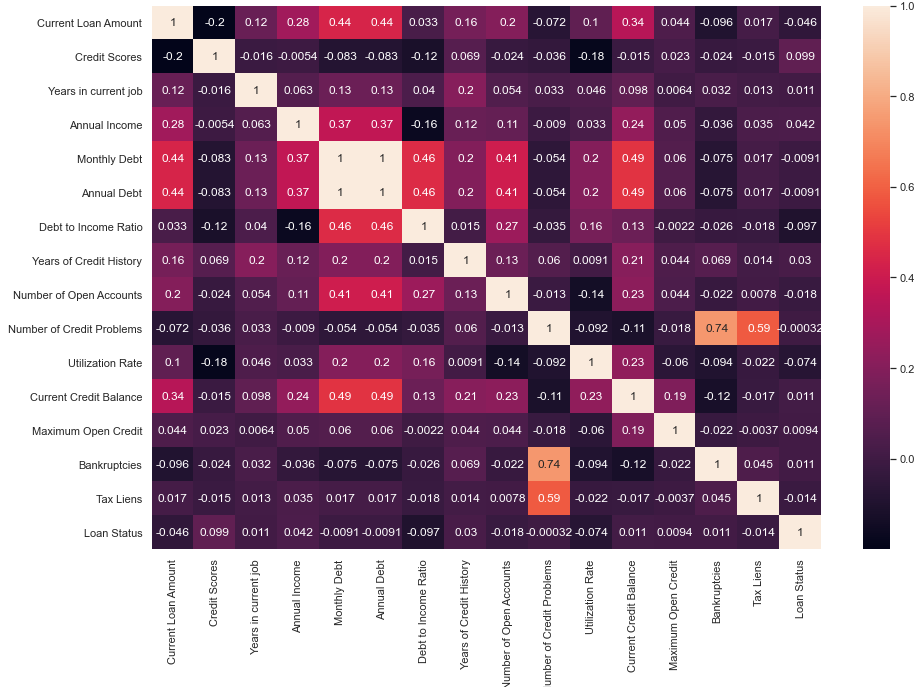 Current Loan Amount 1 -0.2 0.12 0.28 0.44 0.44 0.033 0.16 0.2 -0.072 0.1 0.34 0.044 -0.096 0.017 -0.046
Credit Scores -0.2 1 -0.016 -0.0054 -0.083 -0.083 -0.12 0.069 -0.024 -0.036 -0.18 -0.015 0.023 -0.024 -0.015 0.099
Years in current job 0.12 -0.016 1 0.063 0.13 0.13 0.04 0.2 0.054 0.033 0.046 0.098 0.0064 0.032 0.013 0.011
Annual Income 0.28 -0.0054 0.063 1 0.37 0.37 -0.16 0.12 0.11 -0.009 0.033 0.24 0.05 -0.036 0.035 0.042
Monthly Debt 0.44 -0.083 0.13 0.37 1 1 0.46 0.2 0.41 -0.054 0.2 0.49 0.06 -0.075 0.017 -0.0091
Annual Debt 0.44 -0.083 0.13 0.37 1 1 0.46 0.2 0.41 -0.054 0.2 0.49 0.06 -0.075 0.017 -0.0091
Debt to Income Ratio 0.033 -0.12 0.04 -0.16 0.46 0.46 1 0.015 0.27 -0.035 0.16 0.13 -0.0022 -0.026 -0.018 -0.097
Years of Credit History 0.16 0.069 0.2 0.12 0.2 0.2 0.015 1 0.13 0.06 0.0091 0.21 0.044 0.069 0.014 0.03
Number of Open Accounts 0.2 -0.024 0.054 0.11 0.41 0.41 0.27 0.13 1 -0.013 -0.14 0.23 0.044 -0.022 0.0078 -0.018
Number of Credit Problems -0.072 -0.036 0.033 -0.009 -0.054 -0.054 -0.035 0.06 -0.013 1 -0.092 -0.11 -0.018 0.74 0.59 -0.00032
Utilization Rate 0.1 -0.18 0.046 0.033 0.2 0.2 0.16 0.0091 -0.14 -0.092 1 0.23 -0.06 -0.094 -0.022 -0.074
Current Credit Balance 0.34 -0.015 0.098 0.24 0.49 0.49 0.13 0.21 0.23 -0.11 0.23 1 0.19 -0.12 -0.017 0.011
Maximum Open Credit 0.044 0.023 0.0064 0.05 0.06 0.06 -0.0022 0.044 0.044 -0.018 -0.06 0.19 1 -0.022 -0.0037 0.0094
Bankruptcies -0.096 -0.024 0.032 -0.036 -0.075 -0.075 -0.026 0.069 -0.022 0.74 -0.094 -0.12 -0.022 1 0.045 0.011
Tax Liens 0.017 -0.015 0.013 0.035 0.017 0.017 -0.018 0.014 0.0078 0.59 -0.022 -0.017 -0.0037 0.045 1 -0.014
Loan Status -0.046 0.099 0.011 0.042 -0.0091 -0.0091 -0.097 0.03 -0.018 -0.00032 -0.074 0.011 0.0094 0.011 -0.014 1
Current Loan Amount
Credit Scores
Years in current job
Annual Income
Monthly Debt
Annual Debt
Debt to Income Ratio
Years of Credit History
Number of Open Accounts
umber of Credit Problems
Utilization Rate
Current Credit Balance
Maximum Open Credit
Bankruptcies
Tax Liens
Loan Status
1.0
0.8
0.6
0.4
0.2
0.0